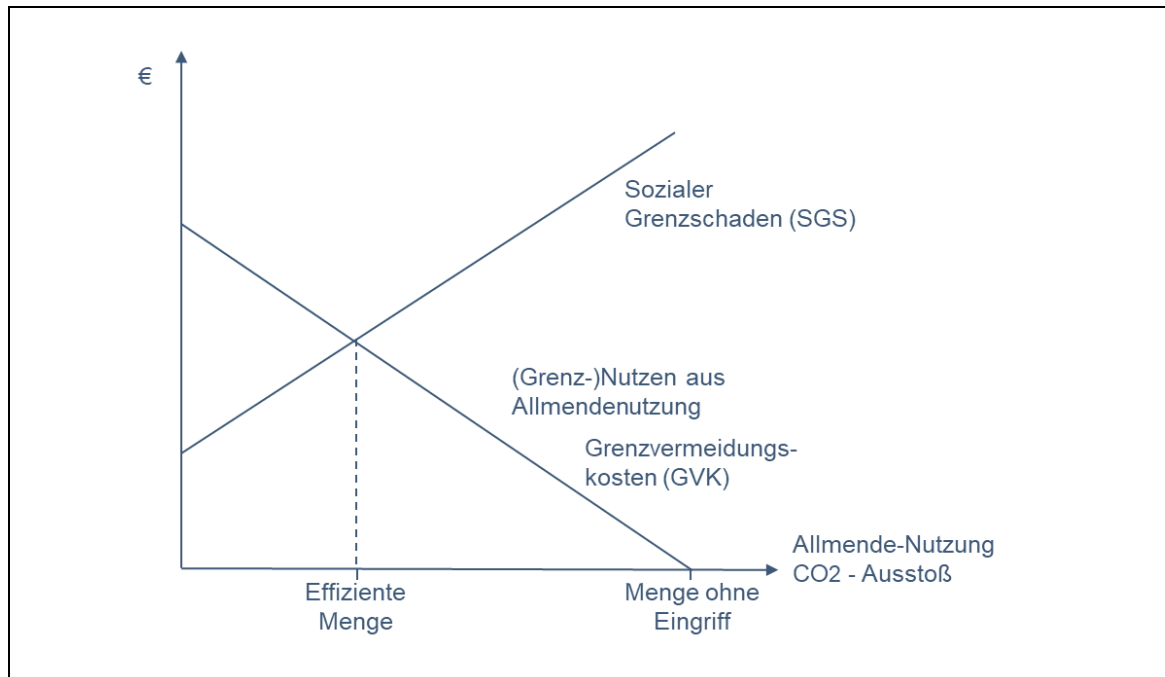 €
Sozialer
Grenzschaden (SGS)
(Grenz-)Nutzen aus
Allmendenutzung
Grenzvermeidungs-
kosten (GVK)
Allmende-Nutzung
CO2 - Ausstoß
Effiziente
Menge
Menge ohne
Eingriff